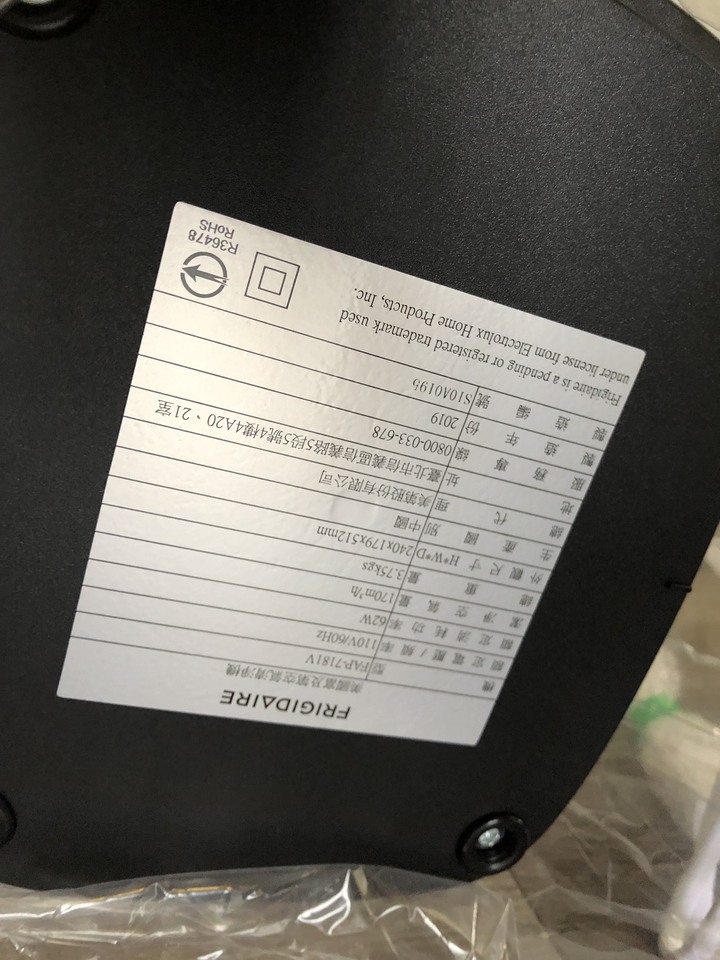 FRIGIDAIRE
美國富及第空氣清淨機
機型 FAP-7181V
額定電壓/頻率 110V/60Hz
額定消耗功率 62W
潔淨空氣量 170m³/h
總重量 3.75kgs
外觀尺寸 H*W*D 240x179x512mm
生產國別 中國
總代理 美第股份有限公司
地址 臺北市信義區信義路5段5號4樓4A20、21室
服務專線 0800-033-678
製造年份 2019
製造編號 S10A0195
Frigidaire is a pending or registered trademark used
under license from Electrolux Home Products, Inc.
R36478
RoHS